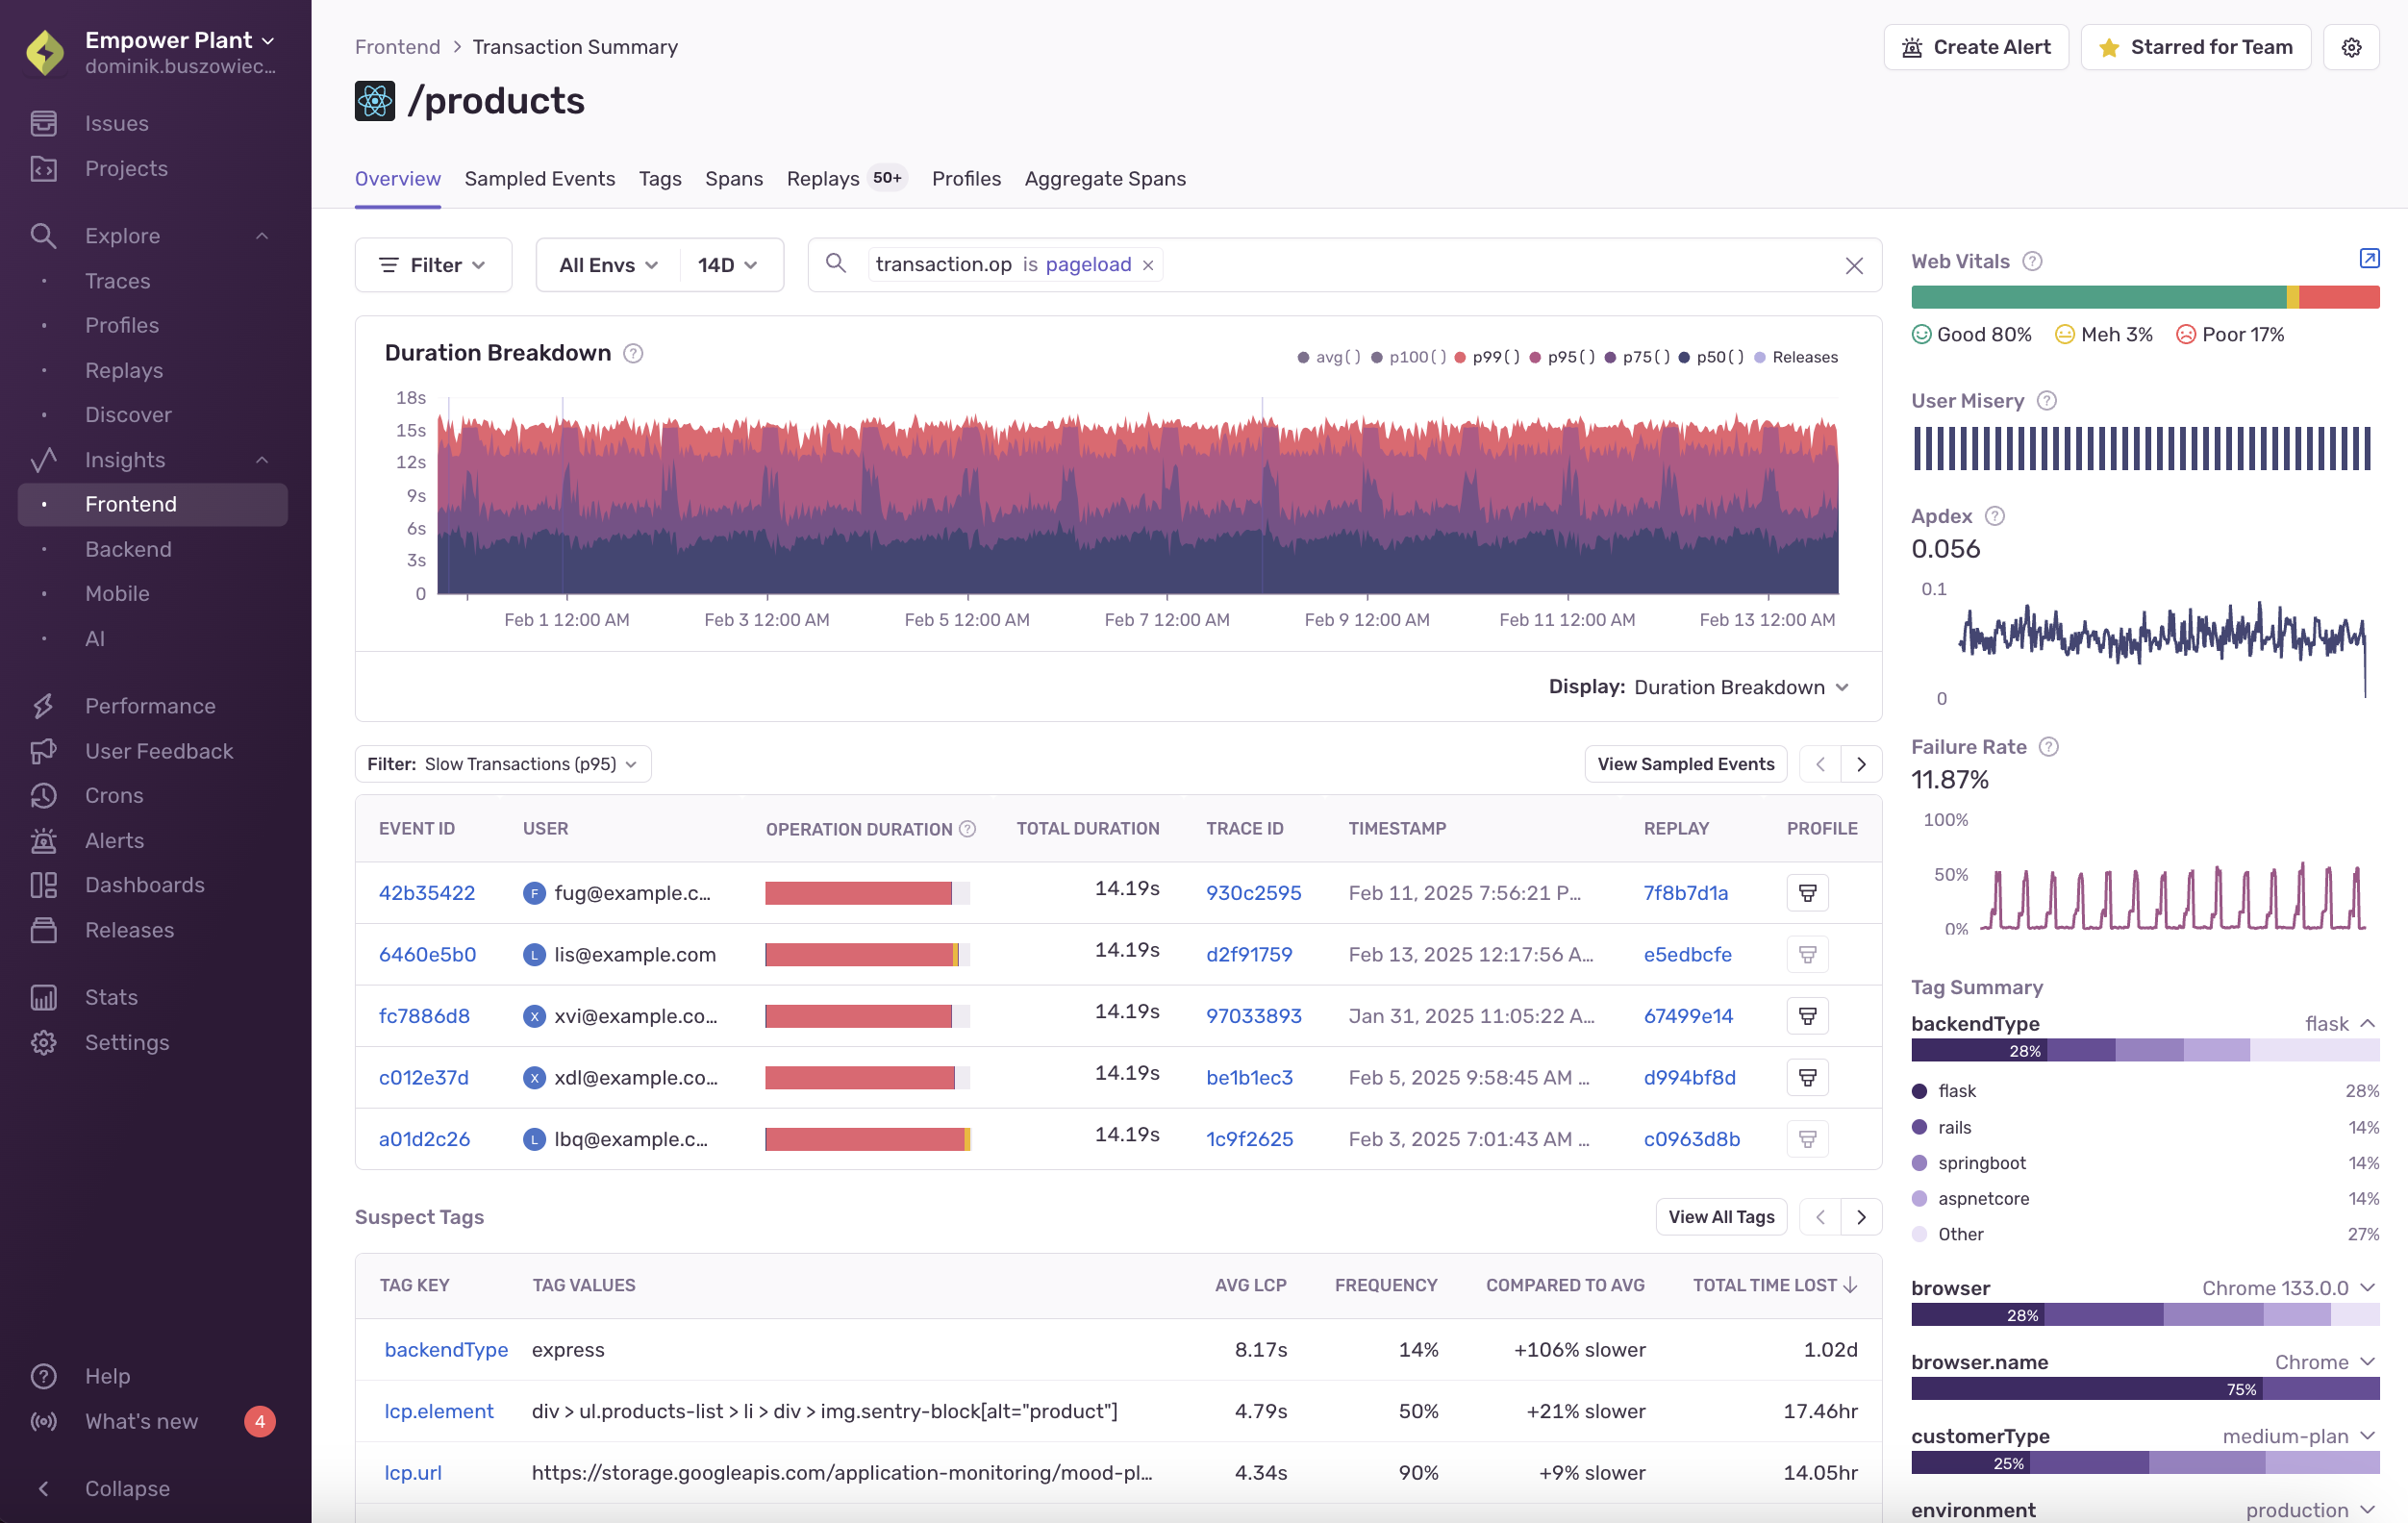 Empower Plant
dominik.buszowiec...
Issues
Projects
Explore
Traces
Profiles
Replays
Discover
Insights
Frontend
Backend
Mobile
AI
Performance
User Feedback
Crons
Alerts
Dashboards
Releases
Stats
Settings
Help
What's new 4
Collapse
Frontend > Transaction Summary
Create Alert
Starred for Team
/products
Overview Sampled Events Tags Spans Replays 50+ Profiles Aggregate Spans
Filter All Envs 14D transaction.op is pageload ×
Duration Breakdown ?
avg() p100() p99() p95() p75() p50() Releases
18s
15s
12s
9s
6s
3s
0
Feb 1 12:00 AM Feb 3 12:00 AM Feb 5 12:00 AM Feb 7 12:00 AM Feb 9 12:00 AM Feb 11 12:00 AM Feb 13 12:00 AM
Display: Duration Breakdown
Filter: Slow Transactions (p95)
View Sampled Events
EVENT ID USER OPERATION DURATION ? TOTAL DURATION TRACE ID TIMESTAMP REPLAY PROFILE
42b35422 F fug@example.c... 14.19s 930c2595 Feb 11, 2025 7:56:21 P... 7f8b7d1a
6460e5b0 L lis@example.com 14.19s d2f91759 Feb 13, 2025 12:17:56 A... e5edbcfe
fc7886d8 X xvi@example.co... 14.19s 97033893 Jan 31, 2025 11:05:22 A... 67499e14
c012e37d X xdl@example.co... 14.19s be1b1ec3 Feb 5, 2025 9:58:45 AM ... d994bf8d
a01d2c26 L lbq@example.c... 14.19s 1c9f2625 Feb 3, 2025 7:01:43 AM ... c0963d8b
Suspect Tags
View All Tags
TAG KEY TAG VALUES AVG LCP FREQUENCY COMPARED TO AVG TOTAL TIME LOST
backendType express 8.17s 14% +106% slower 1.02d
lcp.element div > ul.products-list > li > div > img.sentry-block[alt="product"] 4.79s 50% +21% slower 17.46hr
lcp.url https://storage.googleapis.com/application-monitoring/mood-pl... 4.34s 90% +9% slower 14.05hr
Web Vitals ?
Good 80% Meh 3% Poor 17%
User Misery ?
Apdex ?
0.056
0.1
0
Failure Rate ?
11.87%
100%
50%
0%
Tag Summary
backendType flask
28%
flask 28%
rails 14%
springboot 14%
aspnetcore 14%
Other 27%
browser Chrome 133.0.0
28%
browser.name Chrome
75%
customerType medium-plan
25%
environment production